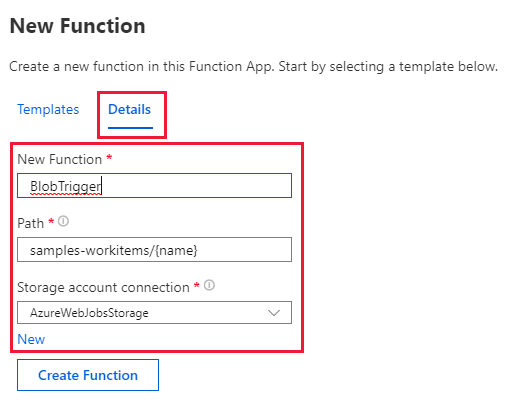 New Function
Create a new function in this Function App. Start by selecting a template below.
Templates Details
New Function *
BlobTrigger
Path *
samples-workitems/{name}
Storage account connection *
AzureWebJobsStorage
New
Create Function